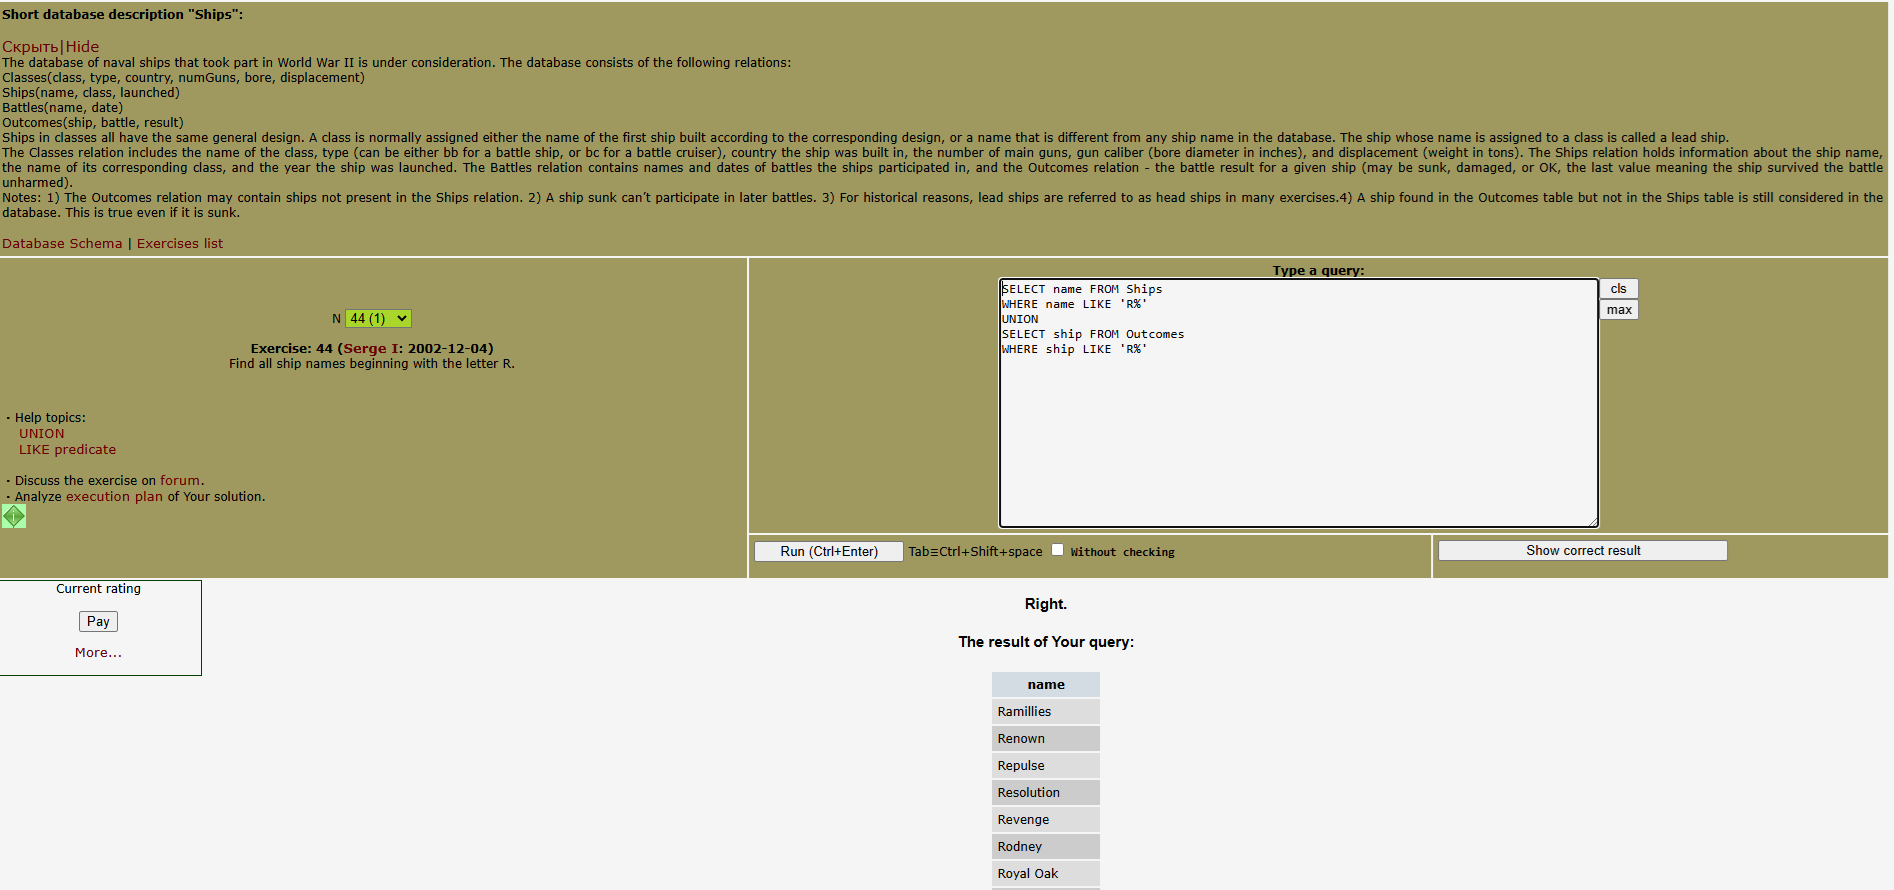 Short database description "Ships":
Скрыть|Hide
The database of naval ships that took part in World War II is under consideration. The database consists of the following relations:
Classes(class, type, country, numGuns, bore, displacement)
Ships(name, class, launched)
Battles(name, date)
Outcomes(ship, battle, result)
Ships in classes all have the same general design. A class is normally assigned either the name of the first ship built according to the corresponding design, or a name that is different from any ship name in the database. The ship whose name is assigned to a class is called a lead ship.
The Classes relation includes the name of the class, type (can be either bb for a battle ship, or bc for a battle cruiser), country the ship was built in, the number of main guns, gun caliber (bore diameter in inches), and displacement (weight in tons). The Ships relation holds information about the ship name,
the name of its corresponding class, and the year the ship was launched. The Battles relation contains names and dates of battles the ships participated in, and the Outcomes relation - the battle result for a given ship (may be sunk, damaged, or OK, the last value meaning the ship survived the battle
unharmed).
Notes: 1) The Outcomes relation may contain ships not present in the Ships relation. 2) A ship sunk can't participate in later battles. 3) For historical reasons, lead ships are referred to as head ships in many exercises.4) A ship found in the Outcomes table but not in the Ships table is still considered in the
database. This is true even if it is sunk.
Database Schema | Exercises list
N 44 (1)
Exercise: 44 (Serge I: 2002-12-04)
Find all ship names beginning with the letter R.
· Help topics:
UNION
LIKE predicate
· Discuss the exercise on forum.
· Analyze execution plan of Your solution.
Type a query:
SELECT name FROM Ships
WHERE name LIKE 'R%'
UNION
SELECT ship FROM Outcomes
WHERE ship LIKE 'R%'
cls
max
Run (Ctrl+Enter) Tab≡Ctrl+Shift+space Without checking
Show correct result
Current rating
Pay
More...
Right.
The result of Your query:
name
Ramillies
Renown
Repulse
Resolution
Revenge
Rodney
Royal Oak